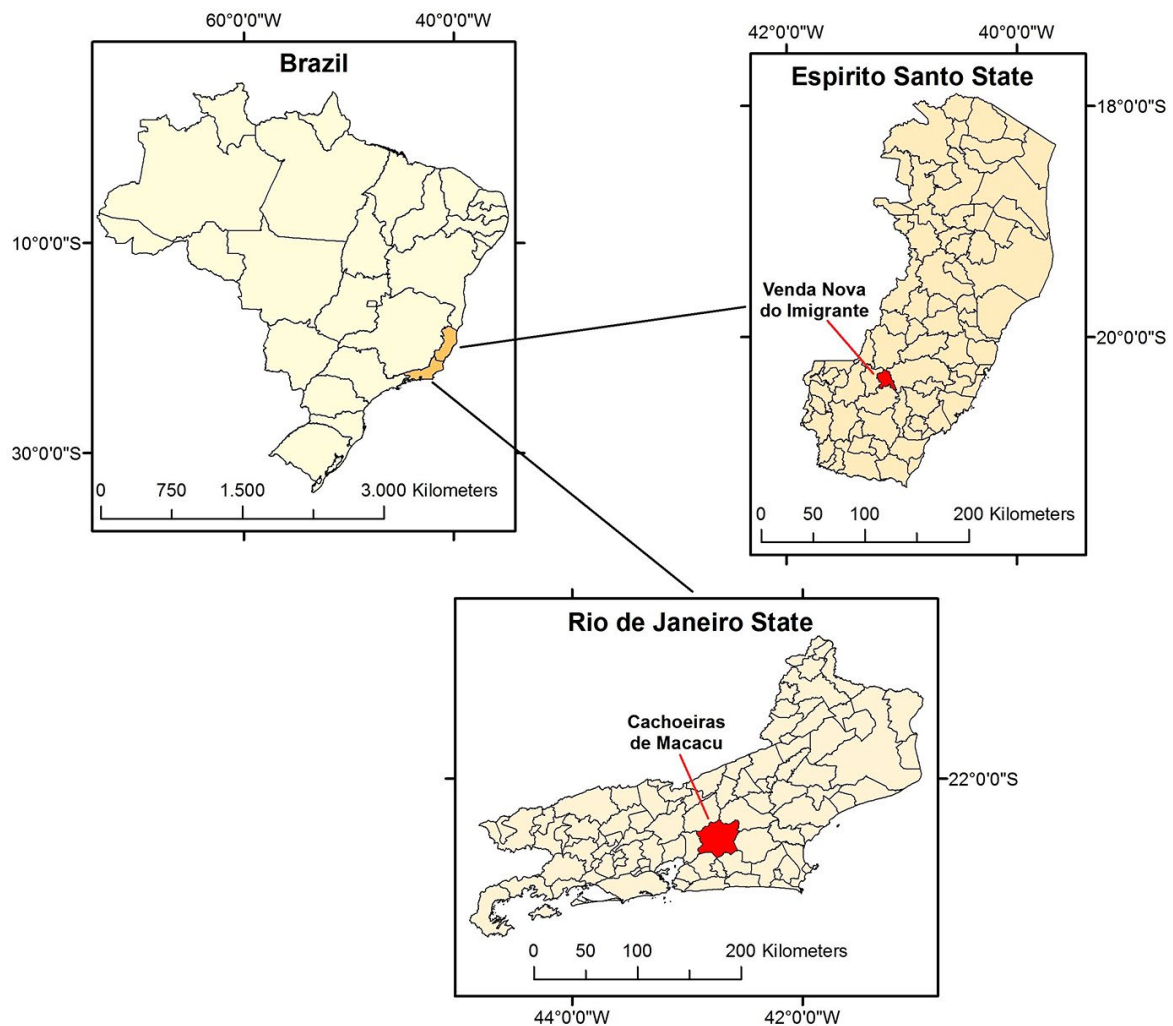 60°0'0"W 40°0'0"W
Brazil
10°0'0"S
30°0'0"S
0 750 1.500 3.000 Kilometers
42°0'0"W 40°0'0"W
Espirito Santo State
18°0'0"S
Venda Nova
do Imigrante
20°0'0"S
0 50 100 200 Kilometers
Rio de Janeiro State
Cachoeiras
de Macacu
22°0'0"S
0 50 100 200 Kilometers
44°0'0"W 42°0'0"W